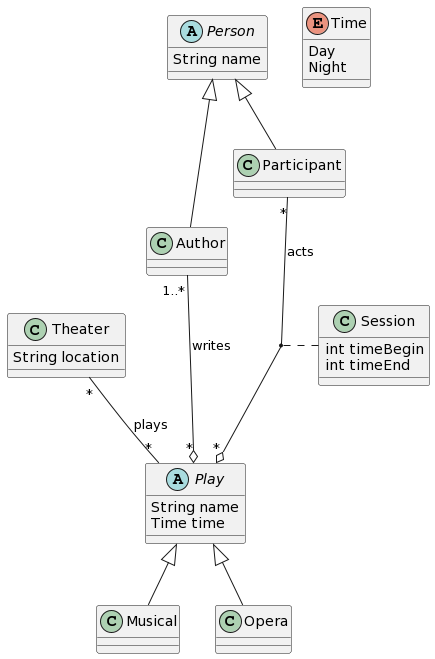 A Person
String name
E Time
Day
Night
C Participant
*
acts
C Author
1..*
writes
C Session
int timeBegin
int timeEnd
C Theater
String location
*
plays
*
*
*
A Play
String name
Time time
C Musical
C Opera